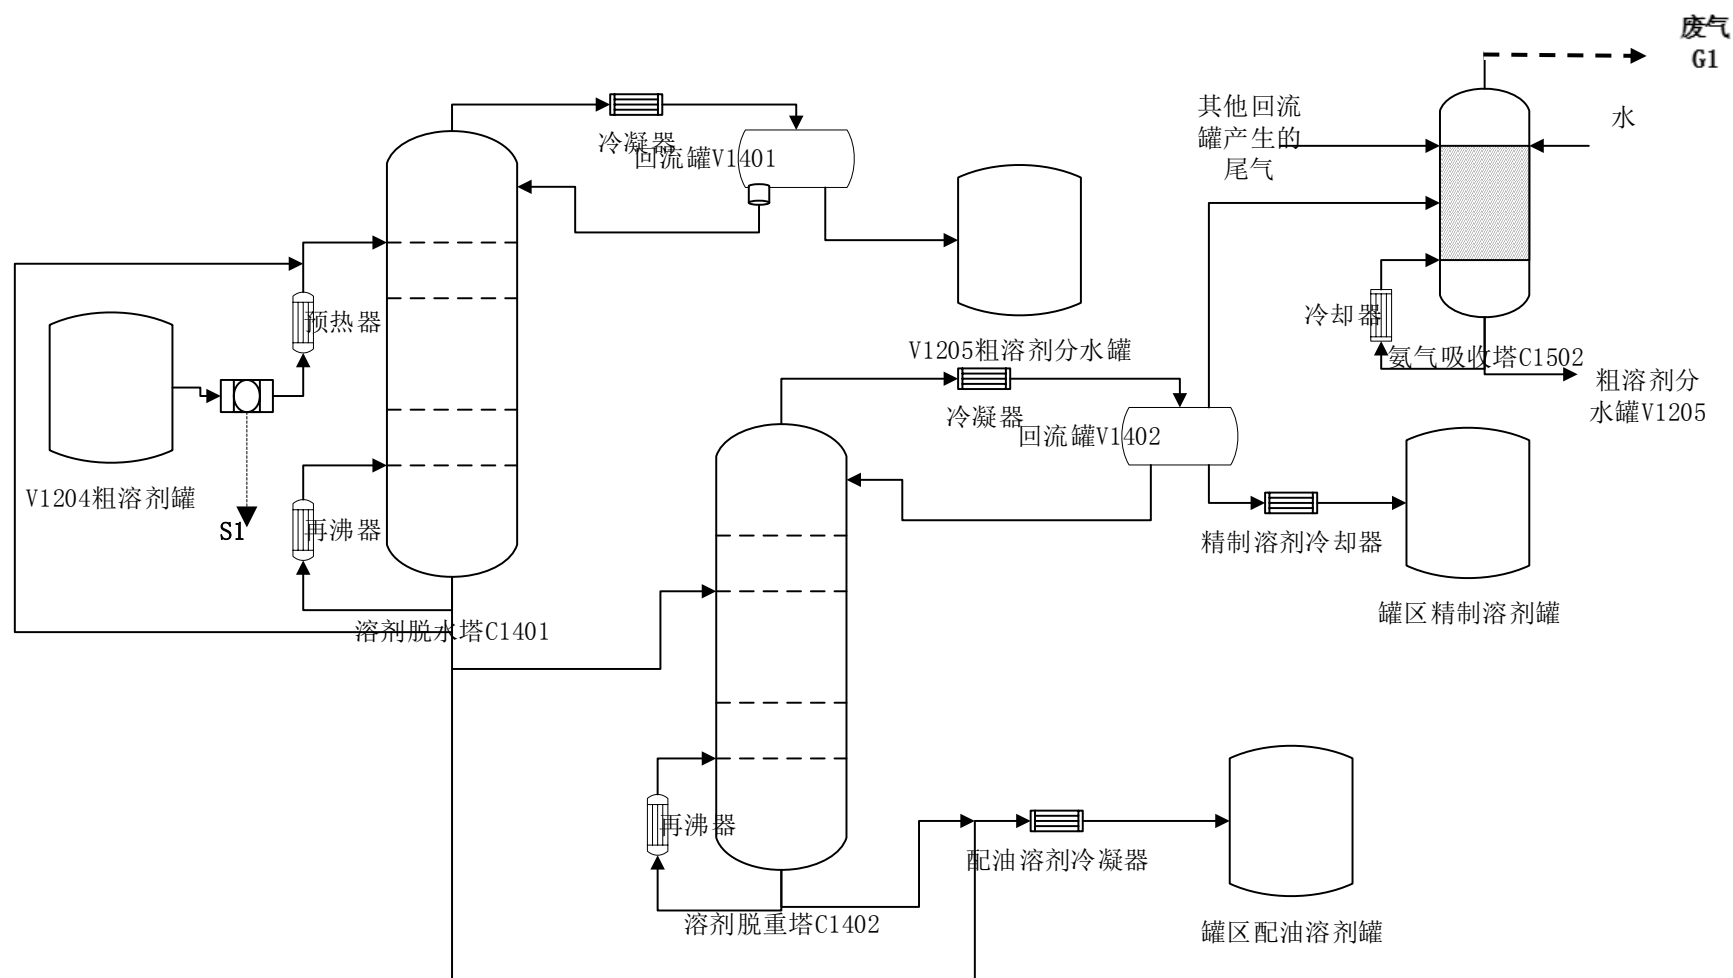 废气
G1
其他回流
罐产生的
尾气
水
冷凝器
回流罐V1401
预热器
冷却器
V1205粗溶剂分水罐
氨气吸收塔C1502
粗溶剂分
水罐V1205
冷凝器
回流罐V1402
V1204粗溶剂罐
S1
再沸器
精制溶剂冷却器
罐区精制溶剂罐
溶剂脱水塔C1401
再沸器
配油溶剂冷凝器
溶剂脱重塔C1402
罐区配油溶剂罐